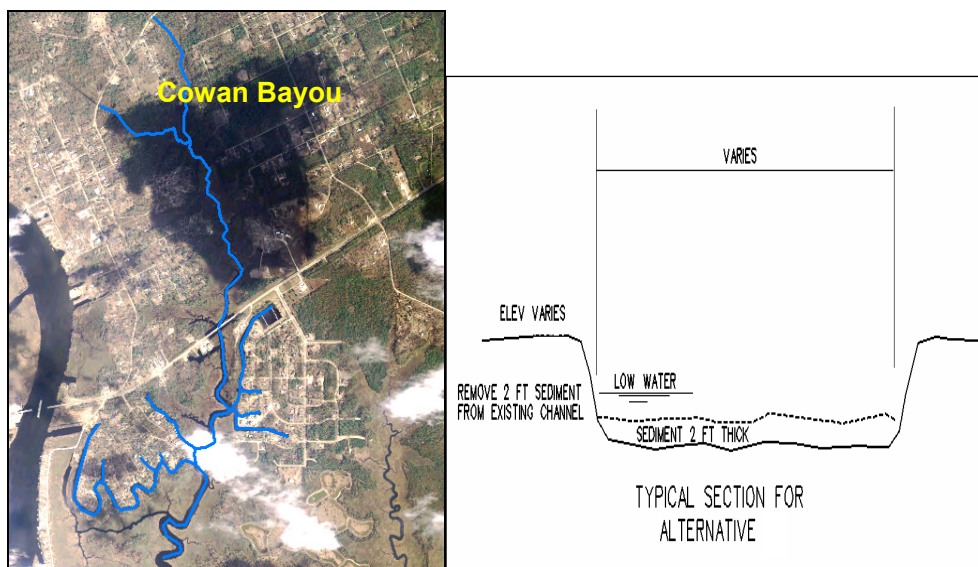 Cowan Bayou
VARIES
ELEV VARIES
LOW WATER
REMOVE 2 FT SEDIMENT
FROM EXISTING CHANNEL
SEDIMENT 2 FT THICK
TYPICAL SECTION FOR
ALTERNATIVE